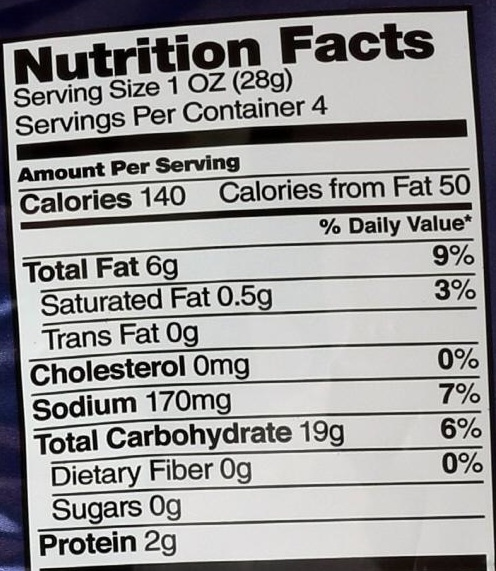 Nutrition Facts
Serving Size 1 OZ (28g)
Servings Per Container 4
Amount Per Serving
Calories 140 Calories from Fat 50
% Daily Value*
Total Fat 6g 9%
Saturated Fat 0.5g 3%
Trans Fat 0g
Cholesterol 0mg 0%
Sodium 170mg 7%
Total Carbohydrate 19g 6%
Dietary Fiber 0g 0%
Sugars 0g
Protein 2g